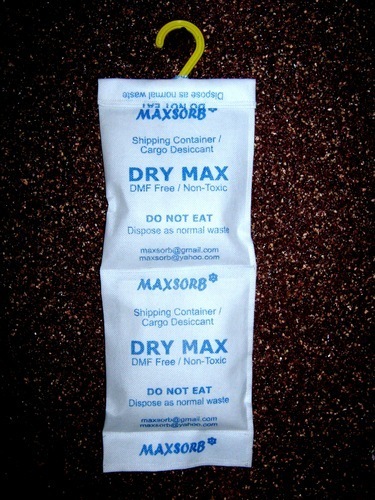 Dispose as normal waste
DO NOT EAT
MAXSORB
Shipping Container /
Cargo Desiccant
DRY MAX
DMF Free / Non-Toxic
DO NOT EAT
Dispose as normal waste
maxsorb@gmail.com
maxsorb@yahoo.com
MAXSORB
Shipping Container /
Cargo Desiccant
DRY MAX
DMF Free / Non-Toxic
DO NOT EAT
Dispose as normal waste
maxsorb@gmail.com
maxsorb@yahoo.com
MAXSORB